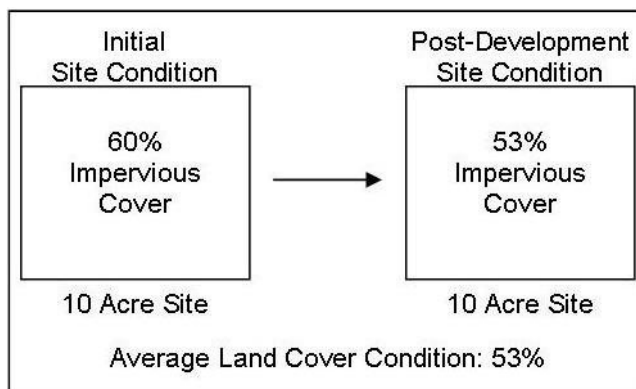 Initial
Site Condition
60%
Impervious
Cover
10 Acre Site
Post-Development
Site Condition
53%
Impervious
Cover
10 Acre Site
Average Land Cover Condition: 53%